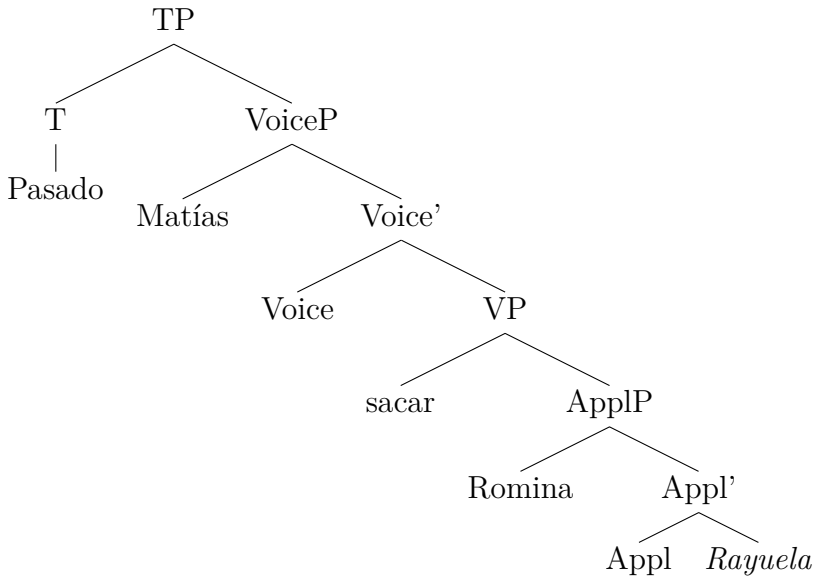 TP
T VoiceP
Pasado
Matías Voice'
Voice VP
sacar ApplP
Romina Appl'
Appl Rayuela